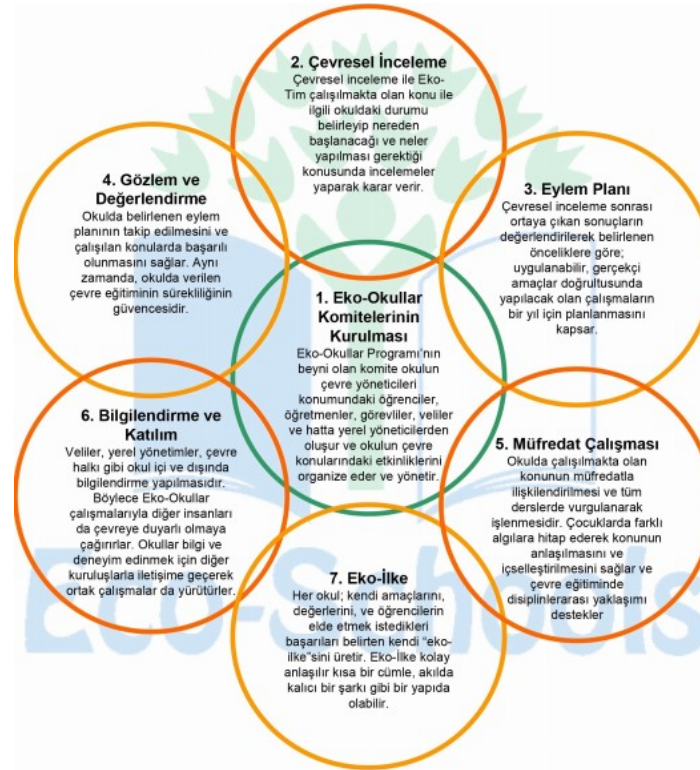 2. Çevresel İnceleme
Çevresel inceleme ile Eko-
Tim çalışılmakta olan konu ile
ilgili okuldaki durumu
belirleyip nereden
başlanacağı ve neler
yapılması gerektiği
konusunda incelemeler
yaparak karar verir.
4. Gözlem ve
Değerlendirme
Okulda belirlenen eylem
planının takip edilmesini ve
çalışılan konularda başarılı
olunmasını sağlar. Aynı
zamanda, okulda verilen
çevre eğitiminin sürekliliğinin
güvencesidir.
3. Eylem Planı
Çevresel inceleme sonrası
ortaya çıkan sonuçların
değerlendirilerek belirlenen
önceliklere göre;
uygulanabilir, gerçekçi
amaçlar doğrultusunda
yapılacak olan çalışmaların
bir yıl için planlanmasını
kapsar.
1. Eko-Okullar
Komitelerinin
Kurulması
Eko-Okullar Programı'nın
beyni olan komite okulun
çevre yöneticileri
konumundaki öğrenciler,
öğretmenler, görevliler, veliler
ve hatta yerel yöneticilerden
oluşur ve okulun çevre
konularındaki etkinliklerini
organize eder ve yönetir.
6. Bilgilendirme ve
Katılım
Veliler, yerel yönetimler, çevre
halkı gibi okul içi ve dışında
bilgilendirme yapılmasıdır.
Böylece Eko-Okullar
çalışmalarıyla diğer insanları
da çevreye duyarlı olmaya
çağırırlar. Okullar bilgi ve
deneyim edinmek için diğer
kuruluşlarla iletişime geçerek
ortak çalışmalar da yürütürler.
5. Müfredat Çalışması
Okulda çalışılmakta olan
konunun müfredatla
ilişkilendirilmesi ve tüm
derslerde vurgulanarak
işlenmesidir. Çocuklarda farklı
algılara hitap ederek konunun
anlaşılmasını ve
içselleştirilmesini sağlar ve
çevre eğitiminde
disiplinlerarası yaklaşımı
destekler
7. Eko-İlke
Her okul; kendi amaçlarını,
değerlerini, ve öğrencilerin
elde etmek istedikleri
başarıları belirten kendi "eko-
ilke"sini üretir. Eko-İlke kolay
anlaşılır kısa bir cümle, akılda
kalıcı bir şarkı gibi bir yapıda
olabilir.
Eco-Schools